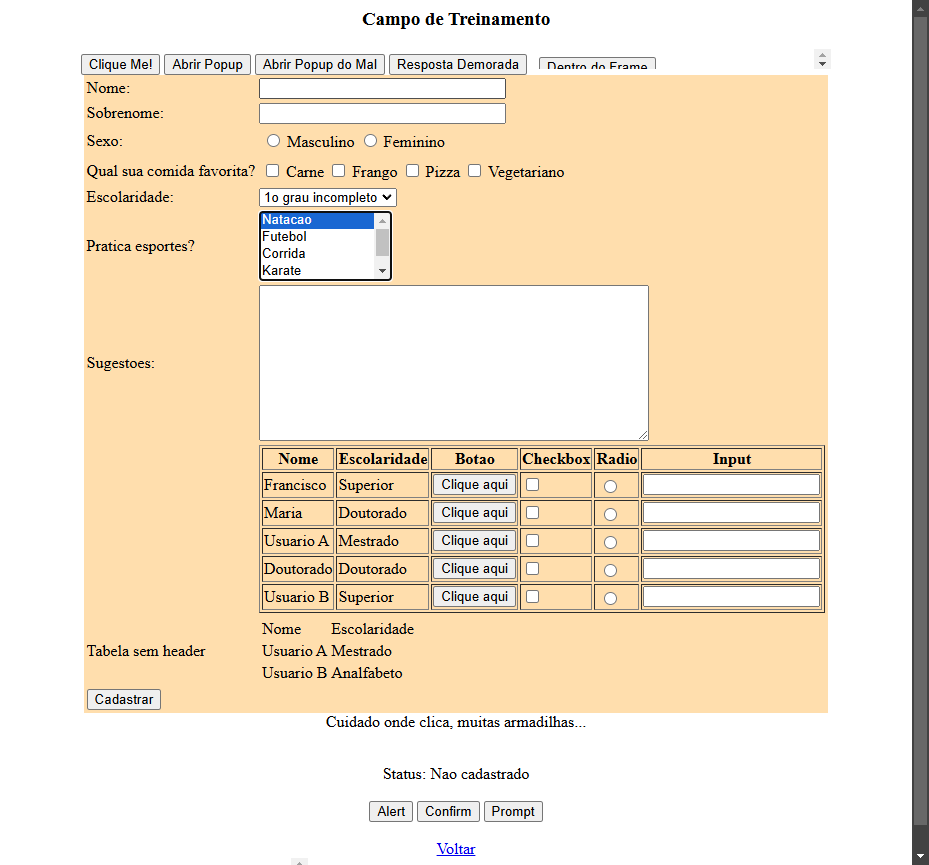 Campo de Treinamento
Clique Me! Abrir Popup Abrir Popup do Mal Resposta Demorada Dentro do Frame
Nome:
Sobrenome:
Sexo: Masculino Feminino
Qual sua comida favorita? Carne Frango Pizza Vegetariano
Escolaridade: 1o grau incompleto
Natacao
Futebol
Pratica esportes?
Corrida
Karate
Sugestoes:
Nome Escolaridade Botao Checkbox Radio Input
Francisco Superior Clique aqui
Maria Doutorado Clique aqui
Usuario A Mestrado Clique aqui
Doutorado Doutorado Clique aqui
Usuario B Superior Clique aqui
Nome Escolaridade
Tabela sem header Usuario A Mestrado
Usuario B Analfabeto
Cadastrar
Cuidado onde clica, muitas armadilhas...
Status: Nao cadastrado
Alert Confirm Prompt
Voltar